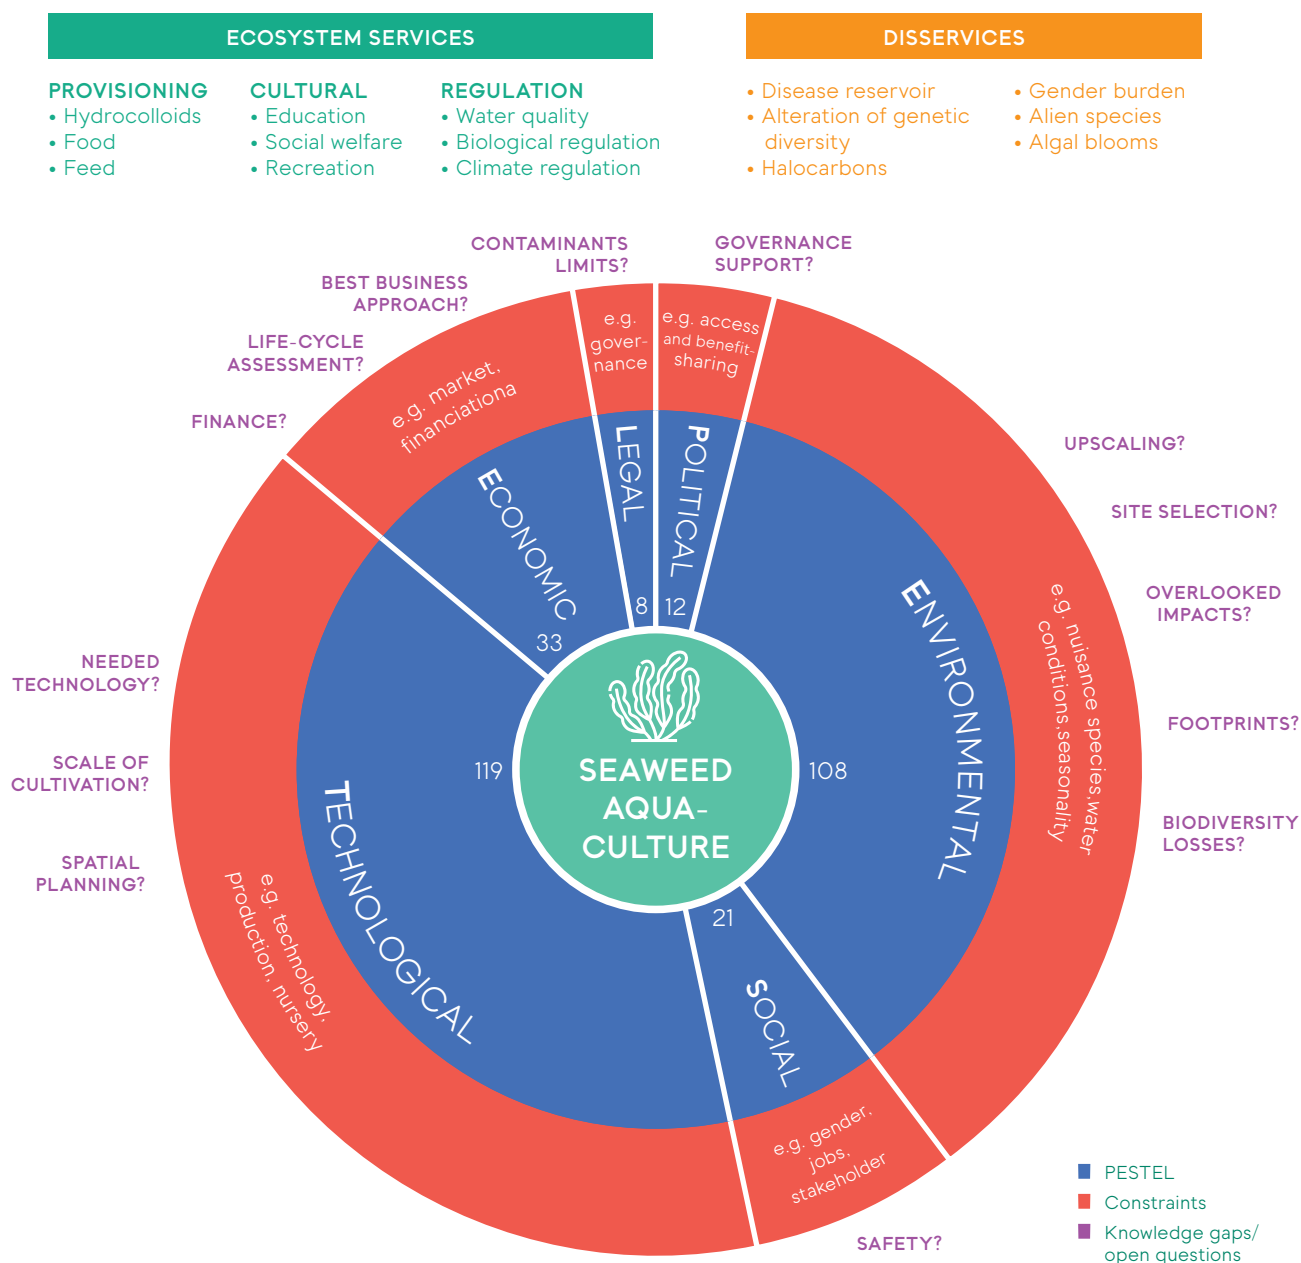 ECOSYSTEM SERVICES
PROVISIONING
• Hydrocolloids
• Food
• Feed
CULTURAL
• Education
• Social welfare
• Recreation
REGULATION
• Water quality
• Biological regulation
• Climate regulation
DISSERVICES
• Disease reservoir
• Alteration of genetic
diversity
• Halocarbons
• Gender burden
• Alien species
• Algal blooms
CONTAMINANTS
LIMITS?
GOVERNANCE
SUPPORT?
BEST BUSINESS
APPROACH?
LIFE-CYCLE
ASSESSMENT?
FINANCE?
NEEDED
TECHNOLOGY?
SCALE OF
CULTIVATION?
SPATIAL
PLANNING?
UPSCALING?
SITE SELECTION?
OVERLOOKED
IMPACTS?
FOOTPRINTS?
BIODIVERSITY
LOSSES?
SAFETY?
e.g.
gover-
nance
e.g. access
and benefit-
sharing
e.g. market,
financiationa
e.g. nuisance species,water
conditions,seasonality
e.g. technology,
production, nursery
e.g. gender,
jobs,
stakeholder
LEGAL
8
POLITICAL
12
ECONOMIC
33
ENVIRONMENTAL
108
TECHNOLOGICAL
119
SOCIAL
21
SEAWEED
AQUA-
CULTURE
PESTEL
Constraints
Knowledge gaps/
open questions